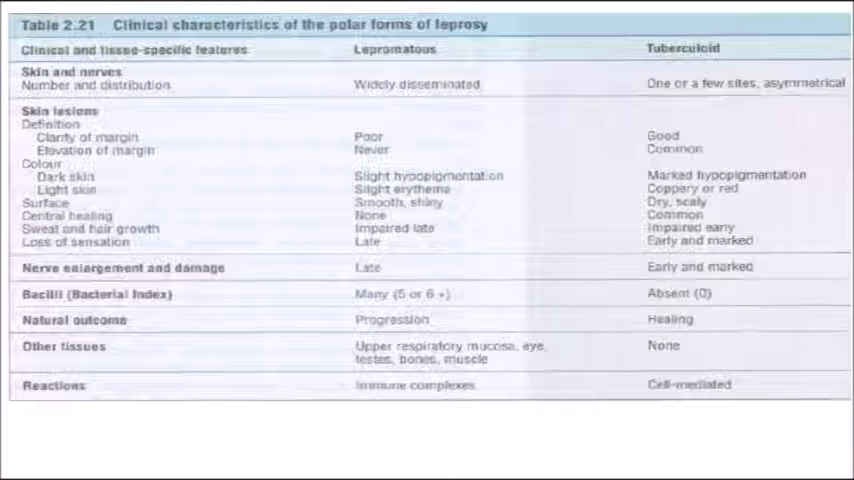 Table 2.21 Clinical characteristics of the polar forms of leprosy
Clinical and tissue-specific features Lepromatous Tuberculoid
Skin and nerves
Number and distribution Widely disseminated One or a few sites, asymmetrical
Skin lesions
Definition
Clarity of margin Poor Good
Elevation of margin Never Common
Colour
Dark skin Slight hypopigmentation Marked hypopigmentation
Light skin Slight erythema Coppery or red
Surface Smooth, shiny Dry, scaly
Central healing None Common
Sweat and hair growth Impaired late Impaired early
Loss of sensation Late Early and marked
Nerve enlargement and damage Late Early and marked
Bacilli (Bacterial Index) Many (5 or 6 +) Absent (0)
Natural outcome Progression Healing
Other tissues Upper respiratory mucosa, eye, None
testes, bones, muscle
Reactions Immune complexes Cell-mediated